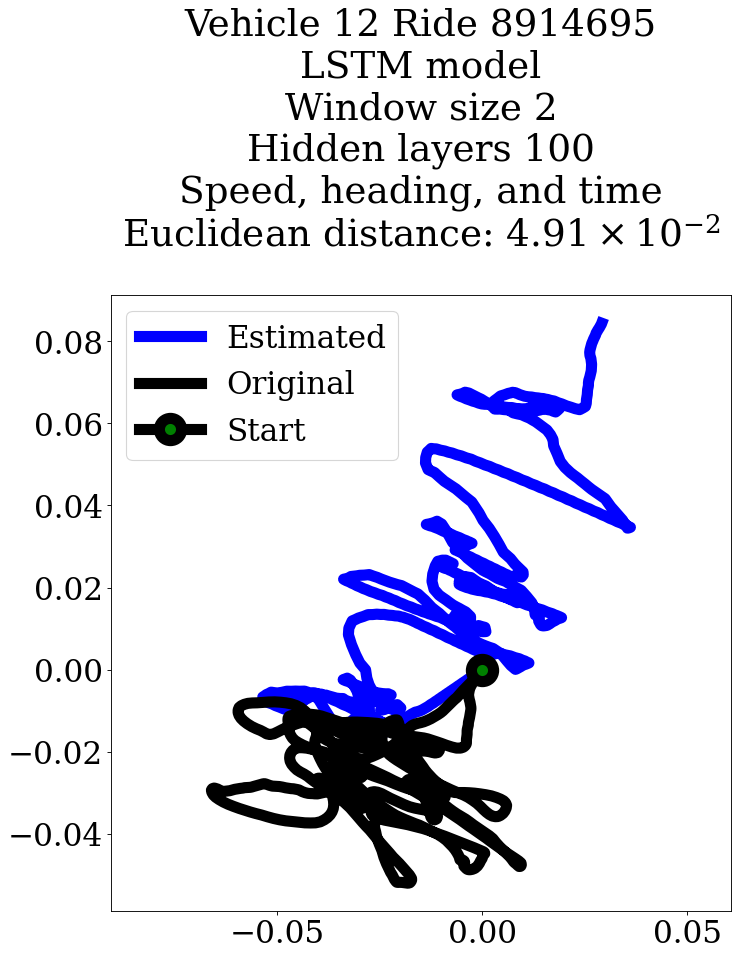 Vehicle 12 Ride 8914695
LSTM model
Window size 2
Hidden layers 100
Speed, heading, and time
Euclidean distance: 4.91 × 10⁻²
Estimated
Original
Start
0.08
0.06
0.04
0.02
0.00
−0.02
−0.04
−0.05
0.00
0.05